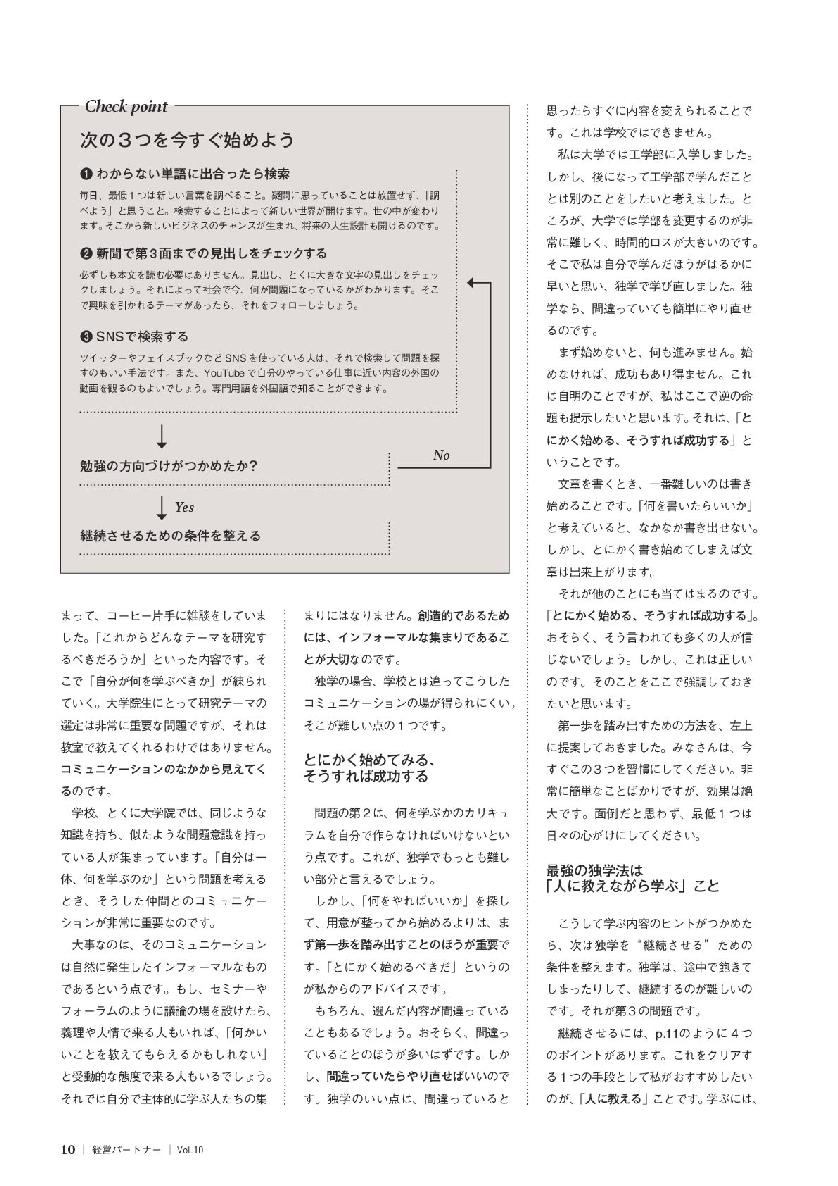 Check point
次の3つを今すぐ始めよう
❶ わからない単語に出合ったら検索
毎日、最低1つは新しい言葉を調べること。疑問に思っていることは放置せず、「調
べよう」と思うこと。検索することによって新しい世界が開けます。世の中が変わり
ます。そこから新しいビジネスのチャンスが生まれ、将来の人生設計も開けるのです。
❷ 新聞で第3面までの見出しをチェックする
必ずしも本文を読む必要はありません。見出し、とくに大きな文字の見出しをチェッ
クしましょう。それによって社会で今、何が問題になっているかがわかります。そこ
で興味を引かれるテーマがあったら、それをフォローしましょう。
❸ SNSで検索する
ツイッターやフェイスブックなどSNSを使っている人は、それで検索して問題を探
すのもいい手法です。また、YouTubeで自分のやっている仕事に近い内容の外国の
動画を観るのもよいでしょう。専門用語を外国語で知ることができます。
勉強の方向づけがつかめたか?
No
Yes
継続させるための条件を整える
まって、コーヒー片手に雑談をしていま
した。「これからどんなテーマを研究す
るべきだろうか」といった内容です。そ
こで「自分が何を学ぶべきか」が練られ
ていく。大学院生にとって研究テーマの
選定は非常に重要な問題ですが、それは
教室で教えてくれるわけではありません。
コミュニケーションのなかから見えてく
るのです。
学校、とくに大学院では、同じような
知識を持ち、似たような問題意識を持っ
ている人が集まっています。「自分は一
体、何を学ぶのか」という問題を考える
とき、そうした仲間とのコミュニケー
ションが非常に重要なのです。
大事なのは、そのコミュニケーション
は自然に発生したインフォーマルなもの
であるという点です。もし、セミナーや
フォーラムのように議論の場を設けたら、
義理や人情で来る人もいれば、「何かい
いことを教えてもらえるかもしれない」
と受動的な態度で来る人もいるでしょう。
それでは自分で主体的に学ぶ人たちの集
まりにはなりません。創造的であるため
には、インフォーマルな集まりであるこ
とが大切なのです。
独学の場合、学校とは違ってこうした
コミュニケーションの場が得られにくい。
そこが難しい点の1つです。
とにかく始めてみる、
そうすれば成功する
問題の第2は、何を学ぶかのカリキュ
ラムを自分で作らなければいけないとい
う点です。これが、独学でもっとも難し
い部分と言えるでしょう。
しかし、「何をやればいいか」を探し
て、用意が整ってから始めるよりは、ま
ず第一歩を踏み出すことのほうが重要で
す。「とにかく始めるべきだ」というの
が私からのアドバイスです。
もちろん、選んだ内容が間違っている
こともあるでしょう。おそらく、間違っ
ていることのほうが多いはずです。しか
し、間違っていたらやり直せばいいので
す。独学のいい点は、間違っていると
思ったらすぐに内容を変えられることで
す。これは学校ではできません。
私は大学では工学部に入学しました。
しかし、後になって工学部で学んだこと
とは別のことをしたいと考えました。と
ころが、大学では学部を変更するのが非
常に難しく、時間的ロスが大きいのです。
そこで私は自分で学んだほうがはるかに
早いと思い、独学で学び直しました。独
学なら、間違っていても簡単にやり直せ
るのです。
まず始めないと、何も進みません。始
めなければ、成功もあり得ません。これ
は自明のことですが、私はここで逆の命
題も提示したいと思います。それは、「と
にかく始める、そうすれば成功する」と
いうことです。
文章を書くとき、一番難しいのは書き
始めることです。「何を書いたらいいか」
と考えていると、なかなか書き出せない。
しかし、とにかく書き始めてしまえば文
章は出来上がります。
それが他のことにも当てはまるのです。
「とにかく始める、そうすれば成功する」。
おそらく、そう言われても多くの人が信
じないでしょう。しかし、これは正しい
のです。そのことをここで強調しておき
たいと思います。
第一歩を踏み出すための方法を、左上
に提案しておきました。みなさんは、今
すぐこの3つを習慣にしてください。非
常に簡単なことばかりですが、効果は絶
大です。面倒だと思わず、最低1つは
日々の心がけにしてください。
最強の独学法は
「人に教えながら学ぶ」こと
こうして学ぶ内容のヒントがつかめた
ら、次は独学を“継続させる”ための
条件を整えます。独学は、途中で飽きて
しまったりして、継続するのが難しいの
です。それが第3の問題です。
継続させるには、p.11のように4つ
のポイントがあります。これをクリアす
る1つの手段として私がおすすめしたい
のが、「人に教える」ことです。学ぶには、
10 | 経営パートナー | Vol.10